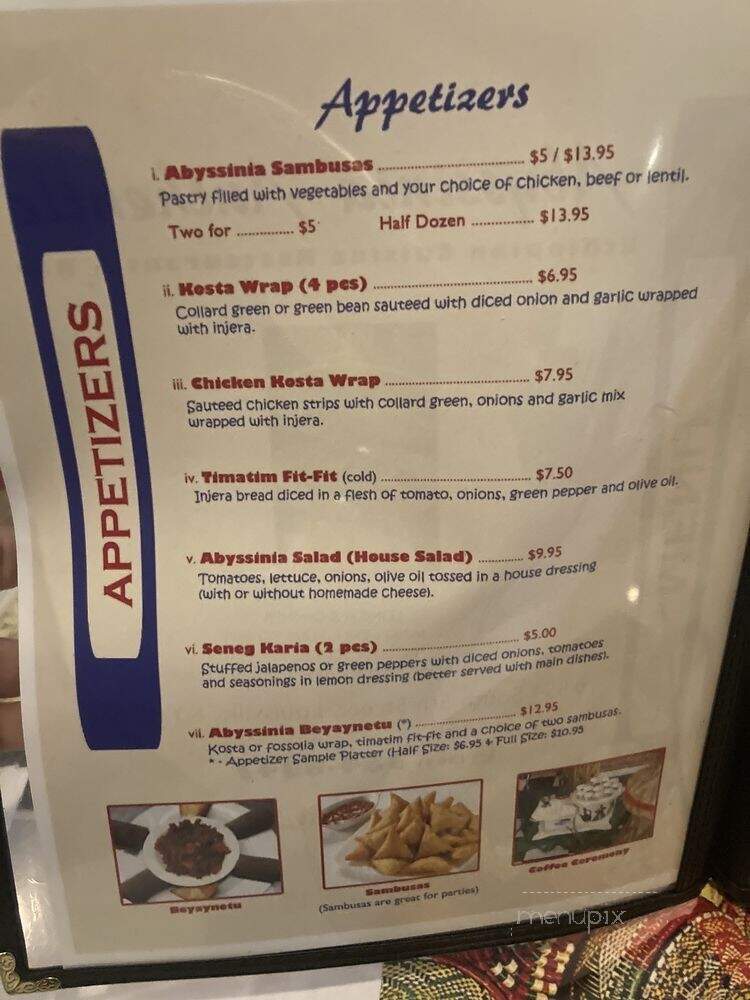 Appetizers
APPETIZERS
i. Abyssinia Sambusas ........................ $5 / $13.95
Pastry filled with vegetables and your choice of chicken, beef or lentil.
Two for .............. $5
Half Dozen ............... $13.95
ii. Kosta Wrap (4 pcs) ........................ $6.95
Collard green or green bean sauteed with diced onion and garlic wrapped
with injera.
iii. Chicken Kosta Wrap ........................ $7.95
Sauteed chicken strips with collard green, onions and garlic mix
wrapped with injera.
iv. Timatim Fit-Fit (cold) ........................ $7.50
Injera bread diced in a flesh of tomato, onions, green pepper and olive oil.
v. Abyssinia Salad (House Salad) ............ $9.95
Tomatoes, lettuce, onions, olive oil tossed in a house dressing
(with or without homemade cheese).
vi. Seneg Karia (2 pcs) ........................ $5.00
Stuffed jalapenos or green peppers with diced onions, tomatoes
and seasonings in lemon dressing (better served with main dishes).
vii. Abyssinia Beyaynetu (*) ........................ $12.95
Kosta or fossolia wrap, timatim fit-fit and a choice of two sambusas.
* - Appetizer Sample Platter (Half Size: $6.95 + Full Size: $10.95
Beyaynetu
Sambusas
(Sambusas are great for parties)
Coffee Ceremony
menupix